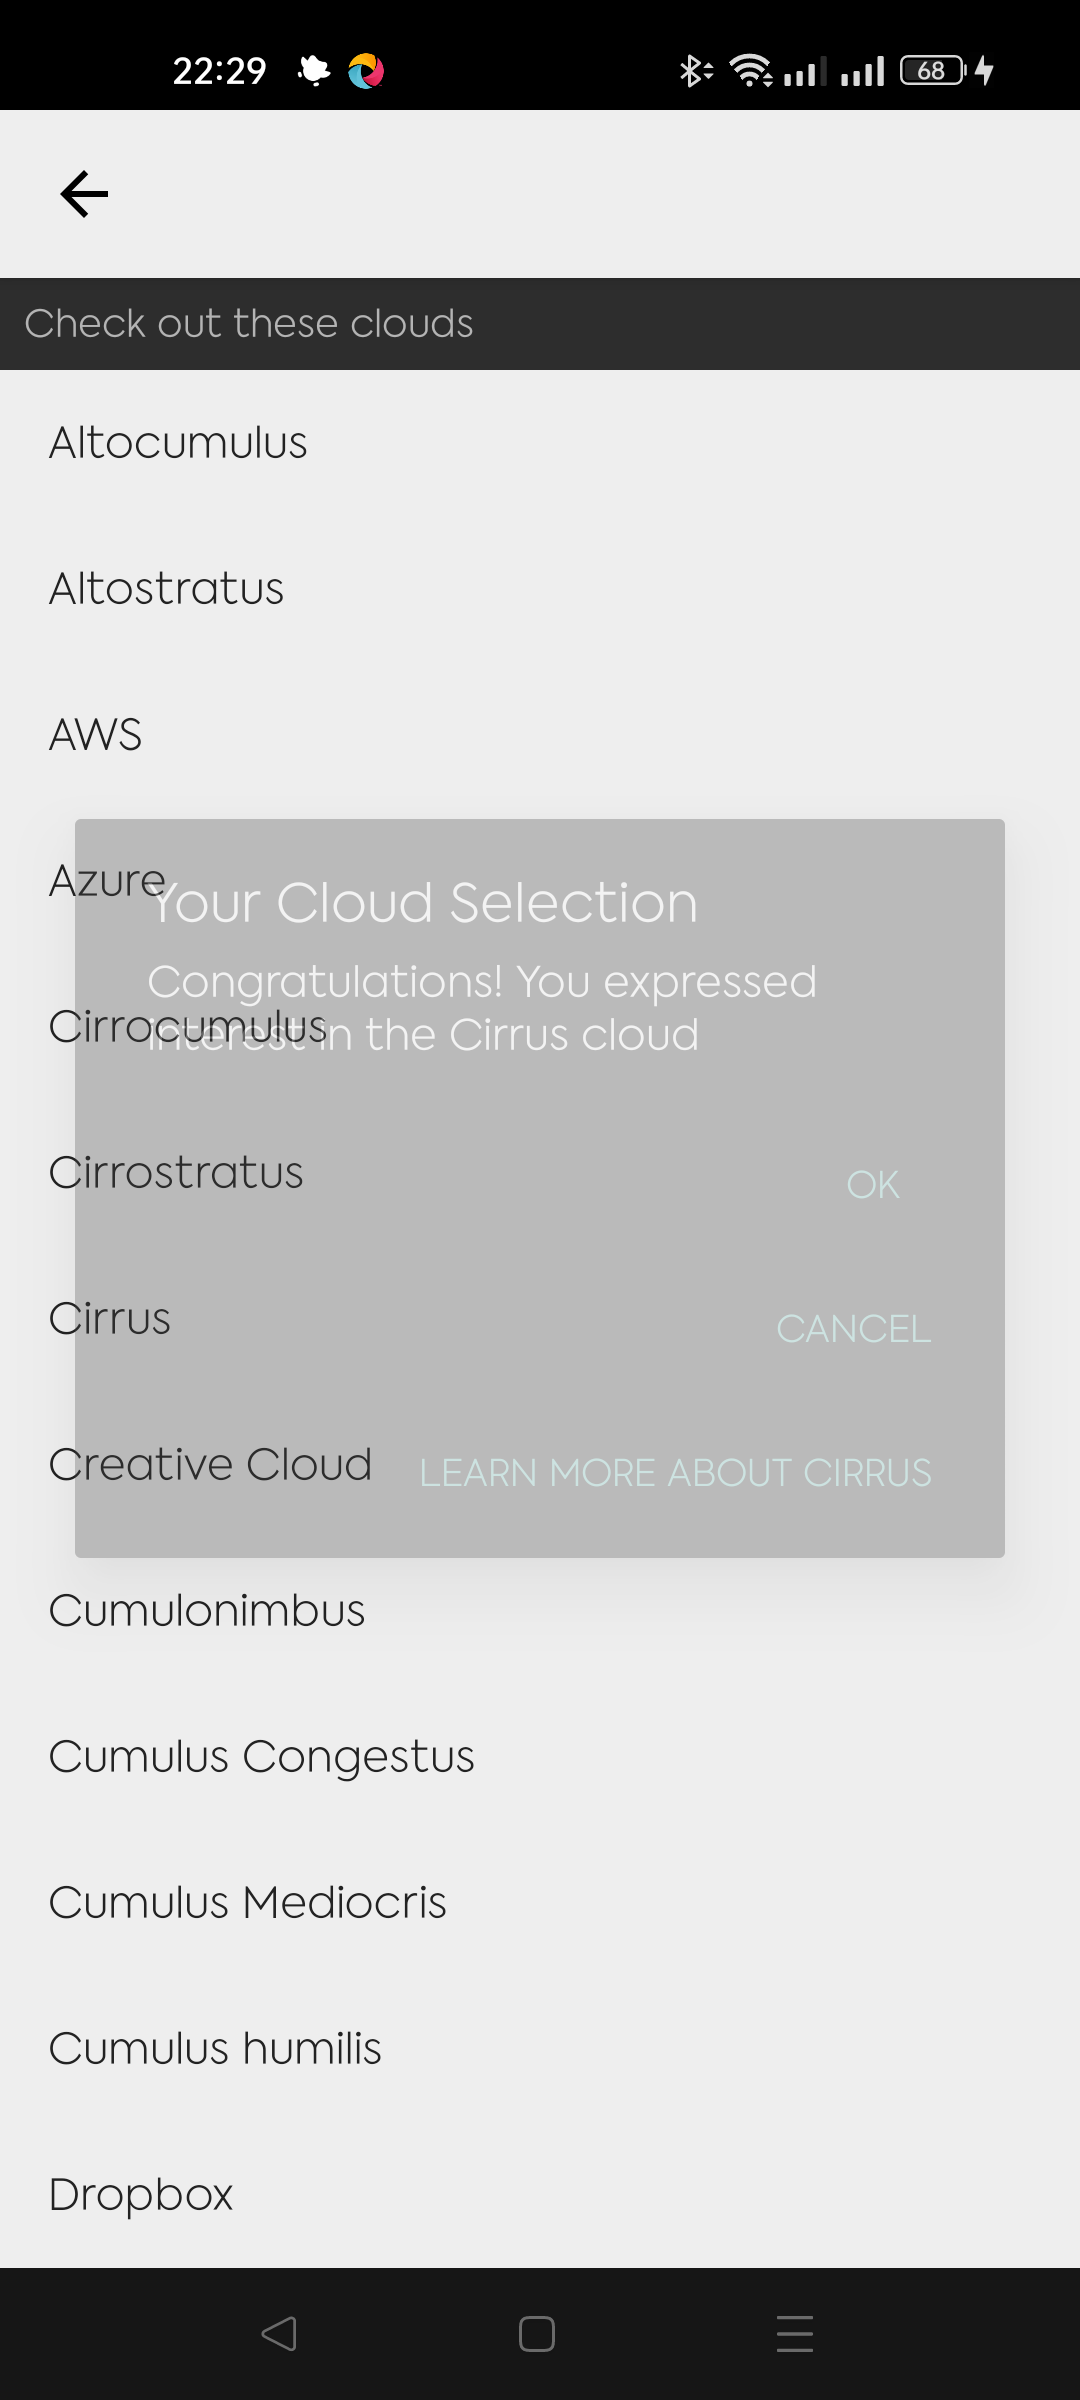 22:29
68
Check out these clouds
Altocumulus
Altostratus
AWS
Azure
Your Cloud Selection
Congratulations! You expressed
interest in the Cirrus cloud
Cirrocumulus
Cirrostratus
OK
Cirrus
CANCEL
Creative Cloud
LEARN MORE ABOUT CIRRUS
Cumulonimbus
Cumulus Congestus
Cumulus Mediocris
Cumulus humilis
Dropbox